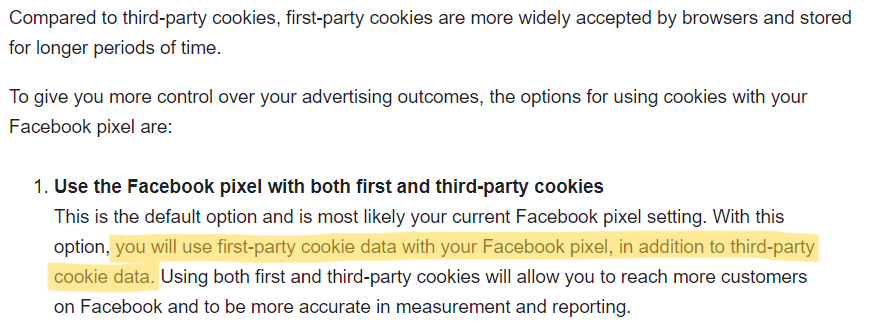 Compared to third-party cookies, first-party cookies are more widely accepted by browsers and stored
for longer periods of time.
To give you more control over your advertising outcomes, the options for using cookies with your
Facebook pixel are:
1. Use the Facebook pixel with both first and third-party cookies
This is the default option and is most likely your current Facebook pixel setting. With this
option, you will use first-party cookie data with your Facebook pixel, in addition to third-party
cookie data. Using both first and third-party cookies will allow you to reach more customers
on Facebook and to be more accurate in measurement and reporting.